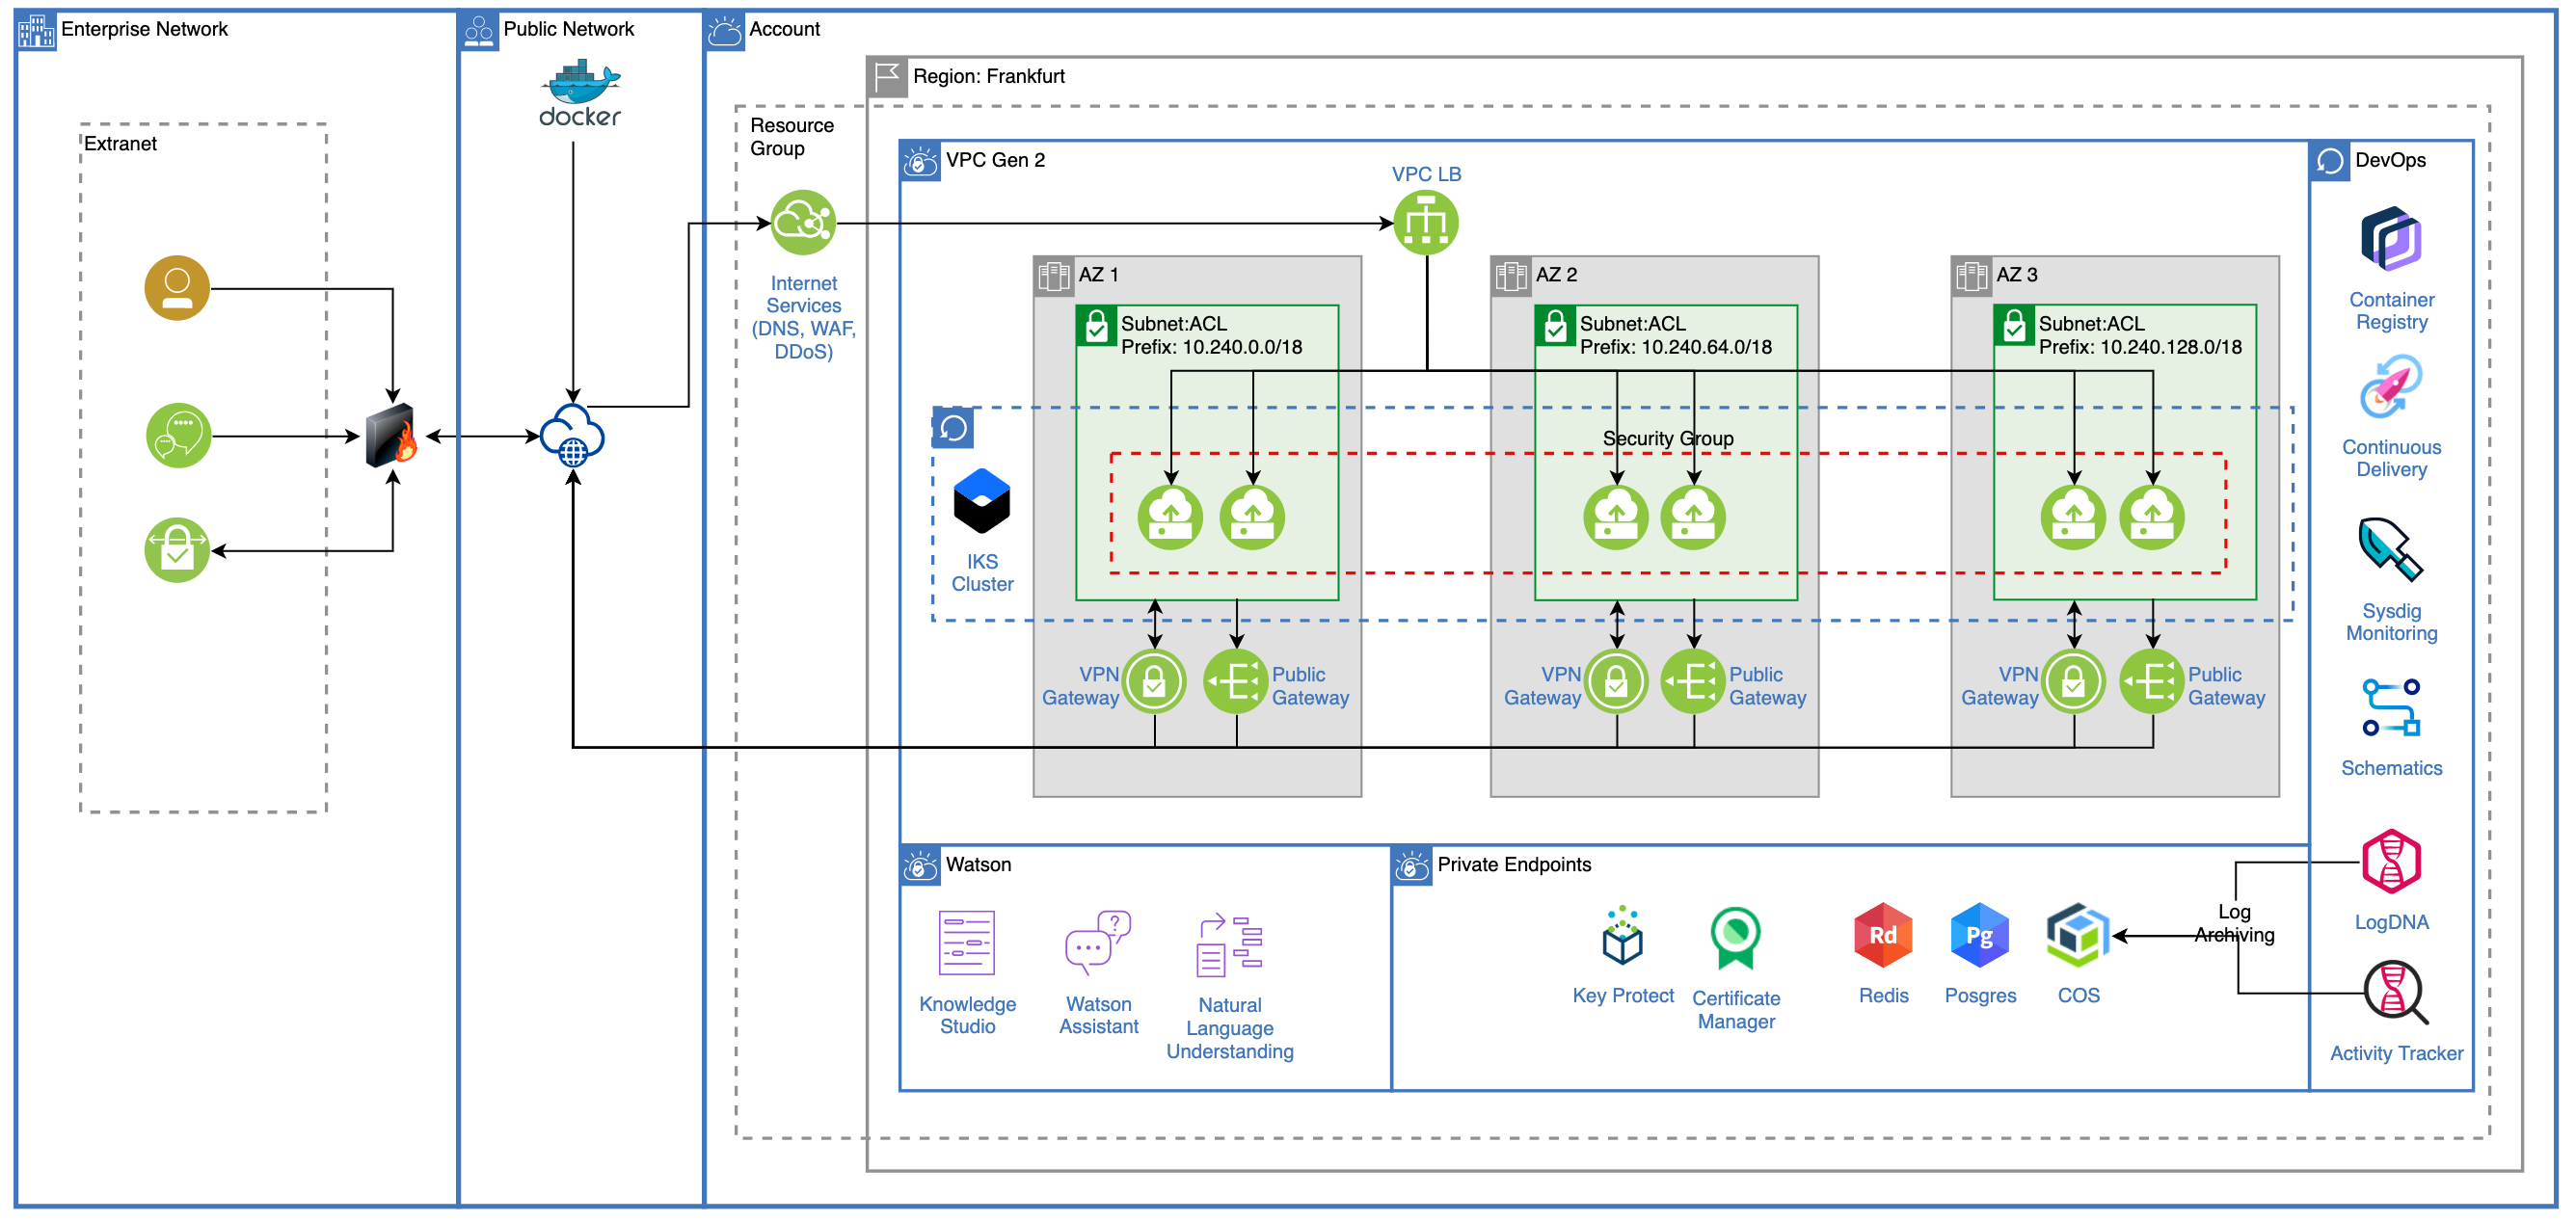 Enterprise Network
Public Network
Account
docker
Region: Frankfurt
Extranet
Resource
Group
VPC Gen 2
VPC LB
DevOps
Internet
Services
(DNS, WAF,
DDoS)
AZ 1
Subnet:ACL
Prefix: 10.240.0.0/18
AZ 2
Subnet:ACL
Prefix: 10.240.64.0/18
AZ 3
Subnet:ACL
Prefix: 10.240.128.0/18
Security Group
IKS
Cluster
VPN
Gateway
Public
Gateway
VPN
Gateway
Public
Gateway
VPN
Gateway
Public
Gateway
Container
Registry
Continuous
Delivery
Sysdig
Monitoring
Schematics
LogDNA
Activity Tracker
Log
Archiving
Watson
Knowledge
Studio
?
Watson
Assistant
Natural
Language
Understanding
Private Endpoints
Key Protect
Certificate
Manager
Rd
Redis
Pg
Posgres
COS